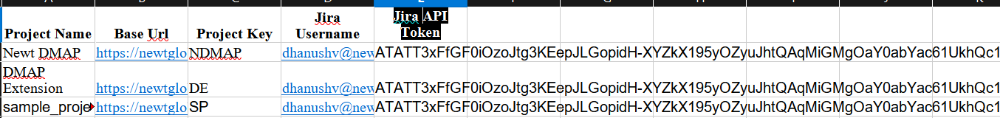 Jira Jira API
Project Name Base Url Project Key Username Token
Newt DMAP https://newtglo NDMAP dhanushv@new ATATT3xFfGF0iOzoJtg3KEepJLGopidH-XYZkX195yOZyuJhtQAqMiGMgOaY0abYac61UkhQc1
DMAP
Extension https://newtglo DE dhanushv@new ATATT3xFfGF0iOzoJtg3KEepJLGopidH-XYZkX195yOZyuJhtQAqMiGMgOaY0abYac61UkhQc1
sample_proje https://newtglo SP dhanushv@new ATATT3xFfGF0iOzoJtg3KEepJLGopidH-XYZkX195yOZyuJhtQAqMiGMgOaY0abYac61UkhQc1